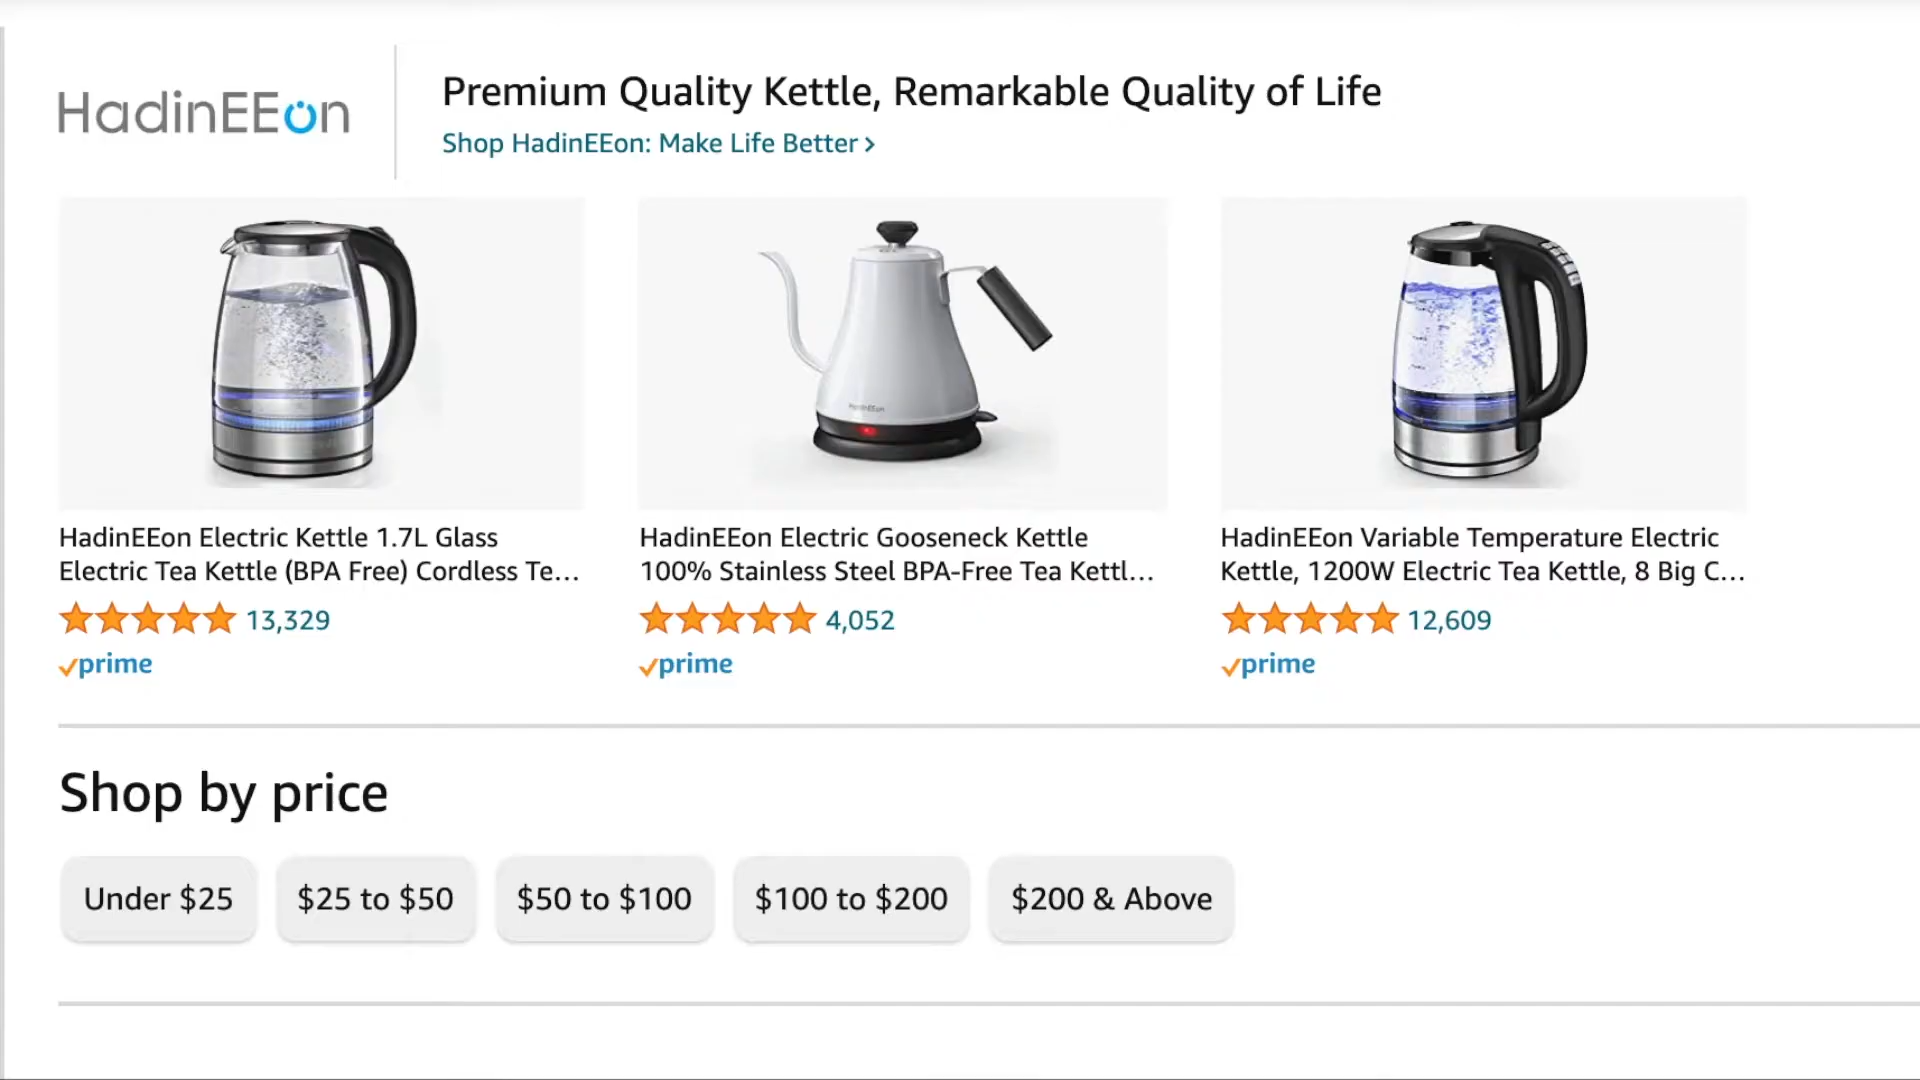 HadinEEon
Premium Quality Kettle, Remarkable Quality of Life
Shop HadinEEon: Make Life Better ›
HadinEEon
HadinEEon Electric Kettle 1.7L Glass
Electric Tea Kettle (BPA Free) Cordless Te...
13,329
prime
HadinEEon Electric Gooseneck Kettle
100% Stainless Steel BPA-Free Tea Kettl...
4,052
prime
HadinEEon Variable Temperature Electric
Kettle, 1200W Electric Tea Kettle, 8 Big C...
12,609
prime
Shop by price
Under $25
$25 to $50
$50 to $100
$100 to $200
$200 & Above